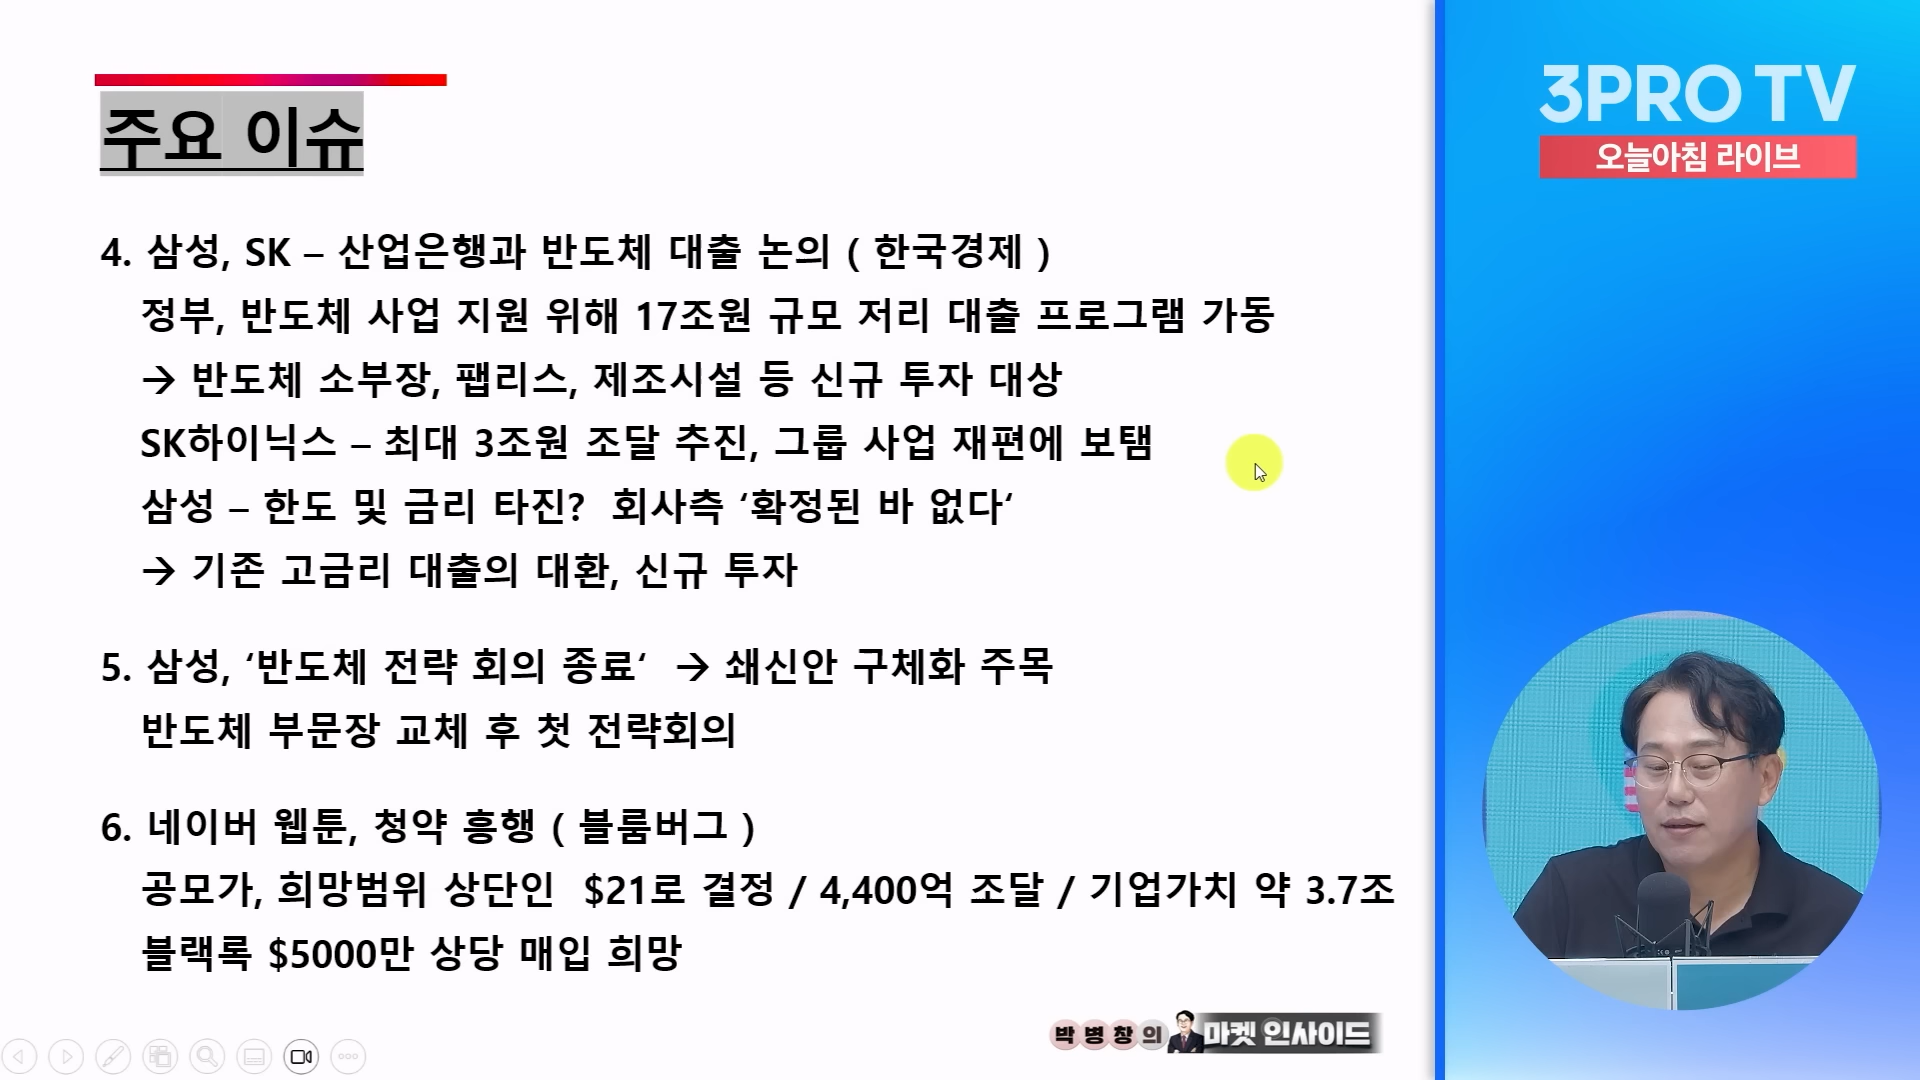 주요 이슈
4. 삼성, SK – 산업은행과 반도체 대출 논의 ( 한국경제 )
정부, 반도체 사업 지원 위해 17조원 규모 저리 대출 프로그램 가동
→ 반도체 소부장, 팹리스, 제조시설 등 신규 투자 대상
SK하이닉스 – 최대 3조원 조달 추진, 그룹 사업 재편에 보탬
삼성 – 한도 및 금리 타진?  회사측 ‘확정된 바 없다‘
→ 기존 고금리 대출의 대환, 신규 투자
5. 삼성, ‘반도체 전략 회의 종료‘  → 쇄신안 구체화 주목
반도체 부문장 교체 후 첫 전략회의
6. 네이버 웹툰, 청약 흥행 ( 블룸버그 )
공모가, 희망범위 상단인  $21로 결정 / 4,400억 조달 / 기업가치 약 3.7조
블랙록 $5000만 상당 매입 희망
박병창의 마켓 인사이드
3PRO TV
오늘아침 라이브